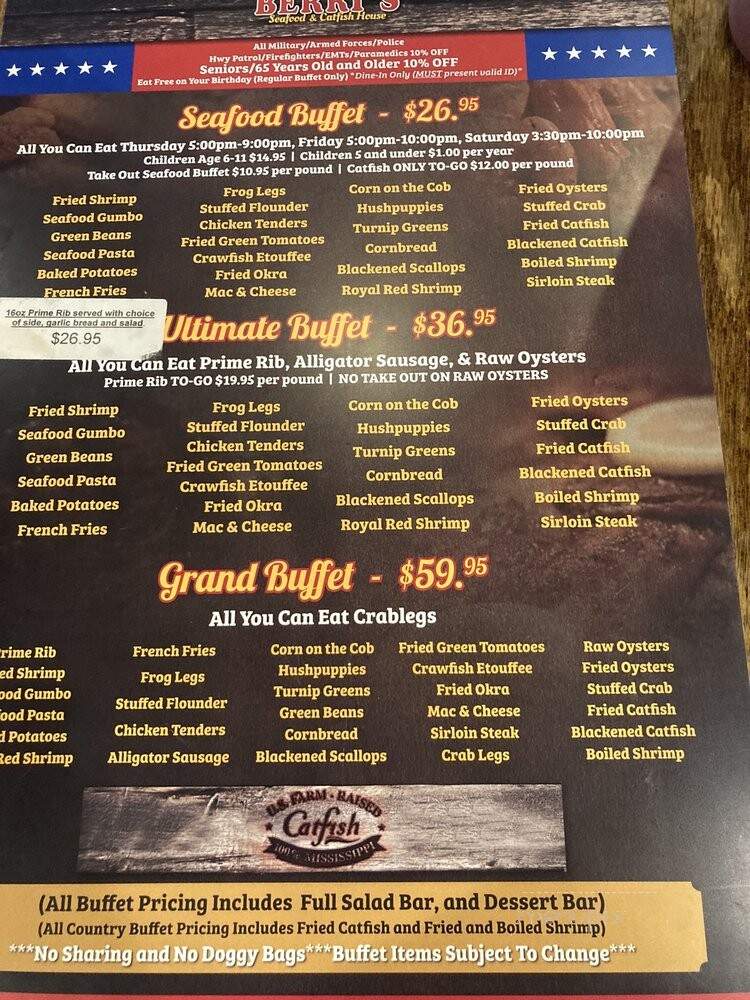 BERRY'S
Seafood & Catfish House
All Military/Armed Forces/Police
Hwy Patrol/Firefighters/EMTs/Paramedics 10% OFF
Seniors/65 Years Old and Older 10% OFF
Eat Free on Your Birthday (Regular Buffet Only) *Dine-In Only (MUST present valid ID)*
Seafood Buffet - $26.95
All You Can Eat Thursday 5:00pm-9:00pm, Friday 5:00pm-10:00pm, Saturday 3:30pm-10:00pm
Children Age 6-11 $14.95 | Children 5 and under $1.00 per year
Take Out Seafood Buffet $10.95 per pound | Catfish ONLY TO-GO $12.00 per pound
Fried Shrimp
Seafood Gumbo
Green Beans
Seafood Pasta
Baked Potatoes
French Fries
Frog Legs
Stuffed Flounder
Chicken Tenders
Fried Green Tomatoes
Crawfish Etouffee
Fried Okra
Mac & Cheese
Corn on the Cob
Hushpuppies
Turnip Greens
Cornbread
Blackened Scallops
Royal Red Shrimp
Fried Oysters
Stuffed Crab
Fried Catfish
Blackened Catfish
Boiled Shrimp
Sirloin Steak
16oz Prime Rib served with choice
of side, garlic bread and salad.
$26.95
Ultimate Buffet - $36.95
All You Can Eat Prime Rib, Alligator Sausage, & Raw Oysters
Prime Rib TO-GO $19.95 per pound | NO TAKE OUT ON RAW OYSTERS
Fried Shrimp
Seafood Gumbo
Green Beans
Seafood Pasta
Baked Potatoes
French Fries
Frog Legs
Stuffed Flounder
Chicken Tenders
Fried Green Tomatoes
Crawfish Etouffee
Fried Okra
Mac & Cheese
Corn on the Cob
Hushpuppies
Turnip Greens
Cornbread
Blackened Scallops
Royal Red Shrimp
Fried Oysters
Stuffed Crab
Fried Catfish
Blackened Catfish
Boiled Shrimp
Sirloin Steak
Grand Buffet - $59.95
All You Can Eat Crablegs
rime Rib
ed Shrimp
ood Gumbo
ood Pasta
d Potatoes
Red Shrimp
French Fries
Frog Legs
Stuffed Flounder
Chicken Tenders
Alligator Sausage
Corn on the Cob
Hushpuppies
Turnip Greens
Green Beans
Cornbread
Blackened Scallops
Fried Green Tomatoes
Crawfish Etouffee
Fried Okra
Mac & Cheese
Sirloin Steak
Crab Legs
Raw Oysters
Fried Oysters
Stuffed Crab
Fried Catfish
Blackened Catfish
Boiled Shrimp
U.S. FARM-RAISED
Catfish
100% MISSISSIPPI
(All Buffet Pricing Includes Full Salad Bar, and Dessert Bar)
(All Country Buffet Pricing Includes Fried Catfish and Fried and Boiled Shrimp)
***No Sharing and No Doggy Bags***Buffet Items Subject To Change***